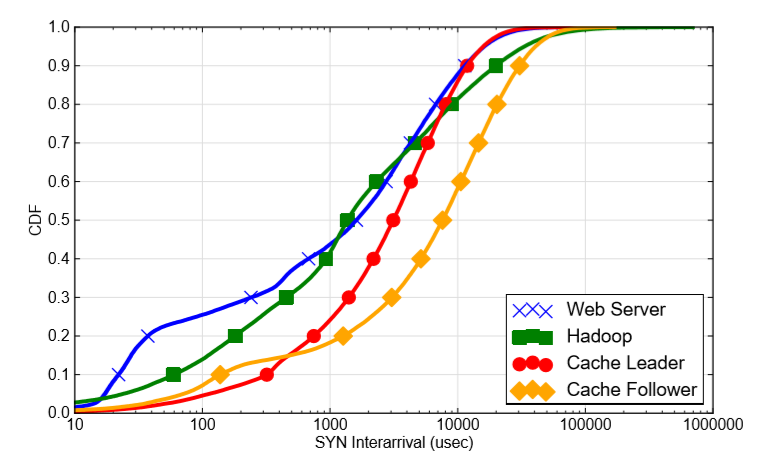 1.0
0.9
0.8
0.7
0.6
0.5
0.4
0.3
0.2
0.1
0.0
CDF
10 100 1000 10000 100000 1000000
SYN Interarrival (usec)
Web Server
Hadoop
Cache Leader
Cache Follower